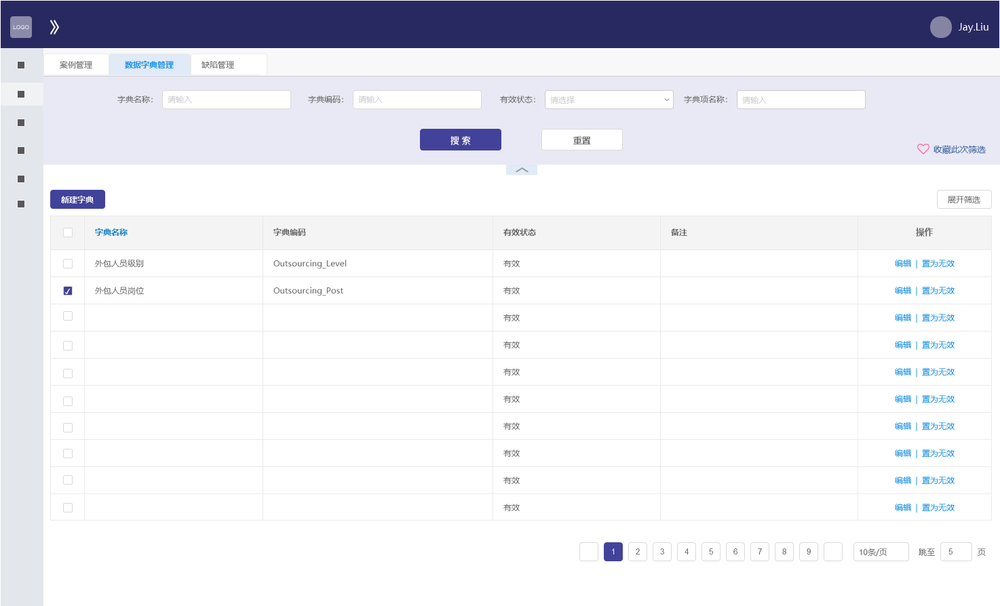 LOGO
Jay.Liu
案例管理 数据字典管理 缺陷管理
字典名称： 请输入 字典编码： 请输入 有效状态： 请选择 字典项名称： 请输入
搜 索 重置
收藏此次筛选
新建字典 展开筛选
字典名称 字典编码 有效状态 备注 操作
外包人员级别 Outsourcing_Level 有效 编辑 | 置为无效
外包人员岗位 Outsourcing_Post 有效 编辑 | 置为无效
有效 编辑 | 置为无效
有效 编辑 | 置为无效
有效 编辑 | 置为无效
有效 编辑 | 置为无效
有效 编辑 | 置为无效
有效 编辑 | 置为无效
有效 编辑 | 置为无效
有效 编辑 | 置为无效
1 2 3 4 5 6 7 8 9 10条/页 跳至 5 页